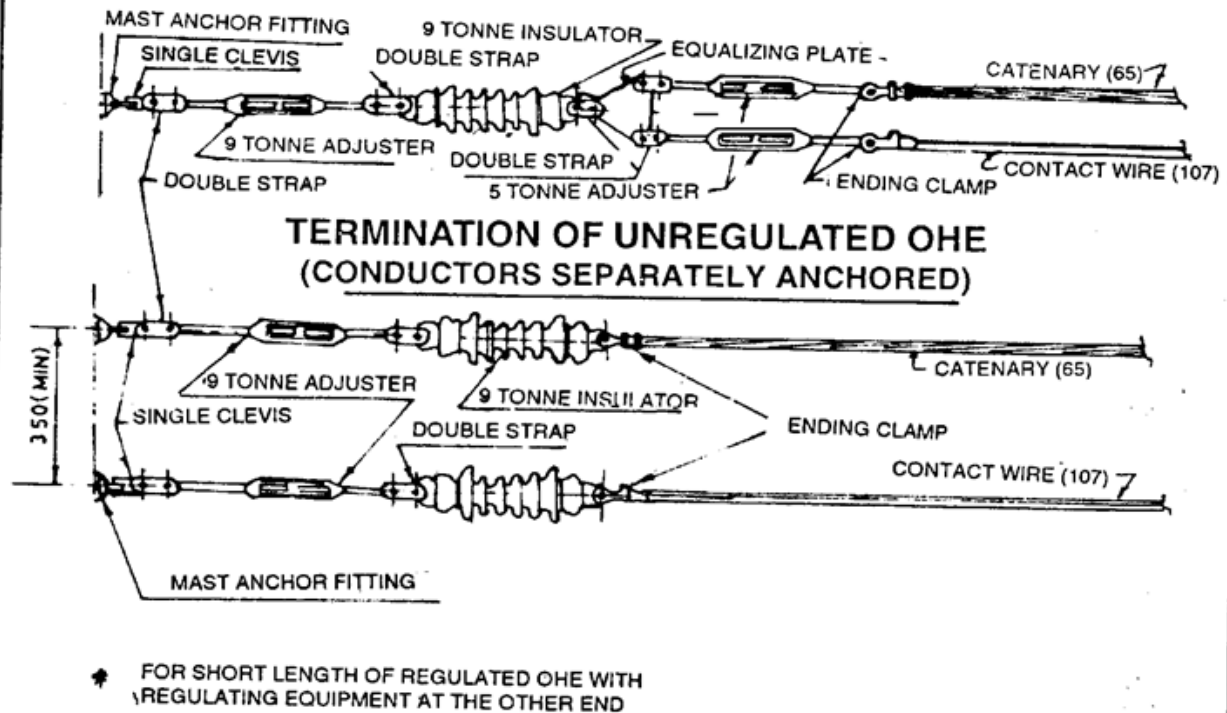 MAST ANCHOR FITTING
9 TONNE INSULATOR
SINGLE CLEVIS
DOUBLE STRAP
EQUALIZING PLATE
CATENARY (65)
9 TONNE ADJUSTER
DOUBLE STRAP
DOUBLE STRAP
5 TONNE ADJUSTER
ENDING CLAMP
CONTACT WIRE (107)
TERMINATION OF UNREGULATED OHE
(CONDUCTORS SEPARATELY ANCHORED)
350(MIN)
9 TONNE ADJUSTER
9 TONNE INSULATOR
CATENARY (65)
SINGLE CLEVIS
DOUBLE STRAP
ENDING CLAMP
CONTACT WIRE (107)
MAST ANCHOR FITTING
* FOR SHORT LENGTH OF REGULATED OHE WITH
REGULATING EQUIPMENT AT THE OTHER END